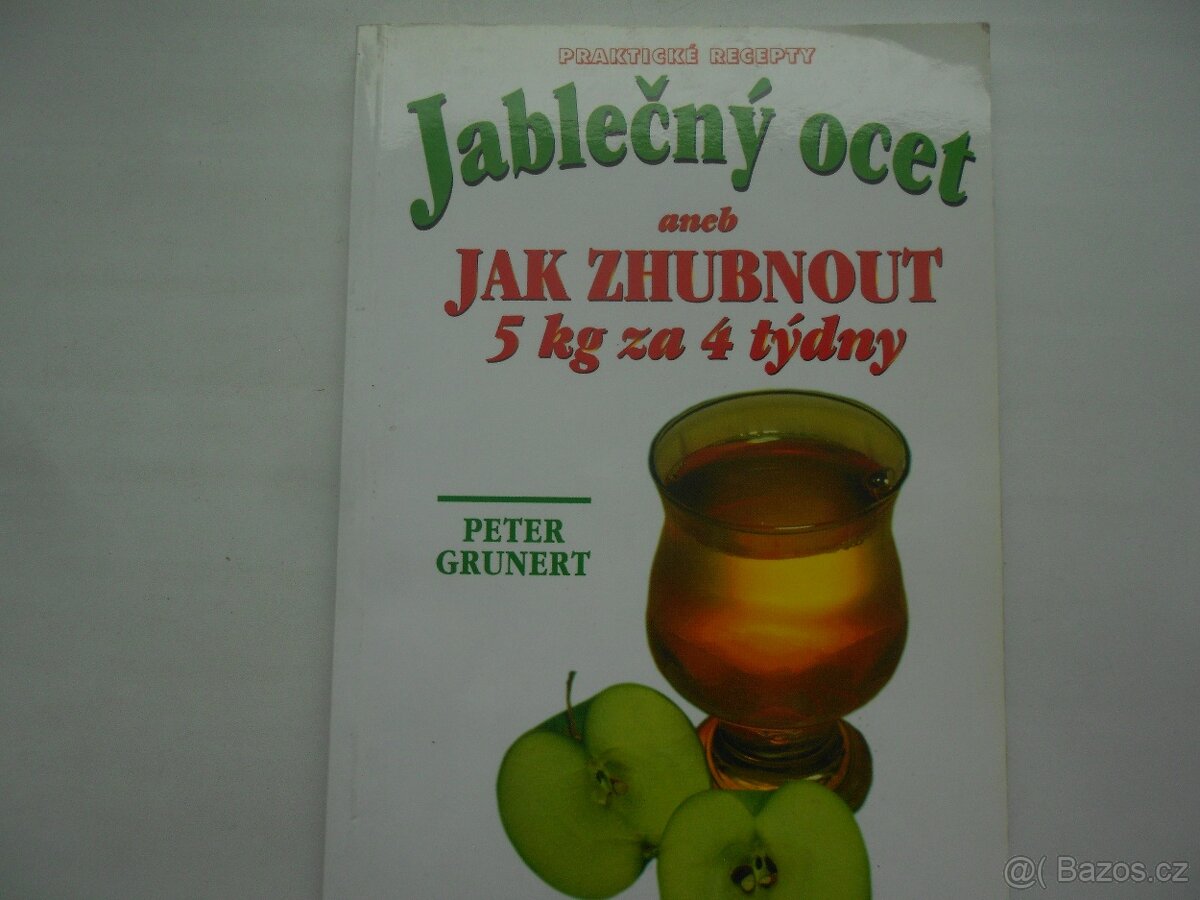 PRAKTICKÉ RECEPTY
Jablečný ocet
aneb
JAK ZHUBNOUT
5 kg za 4 týdny
PETER
GRUNERT
@( Bazos.cz